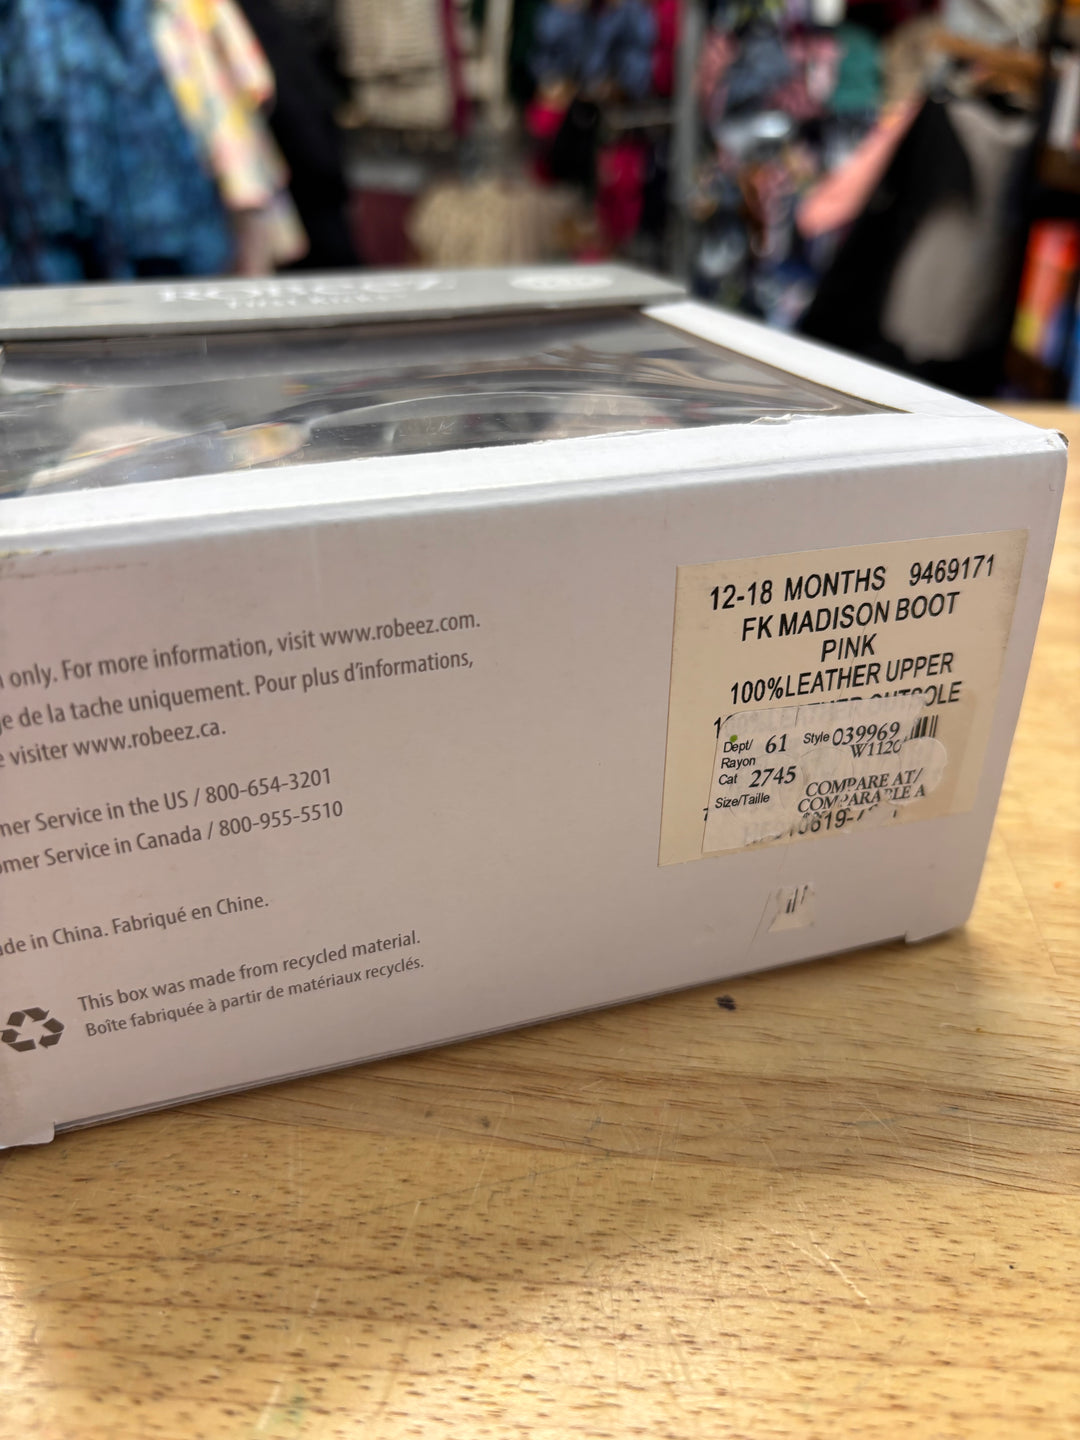 Robeez
only. For more information, visit www.robeez.com.
de la tache uniquement. Pour plus d'informations,
visiter www.robeez.ca.
mer Service in the US / 800-654-3201
omer Service in Canada / 800-955-5510
de in China. Fabriqué en Chine.
This box was made from recycled material.
Boîte fabriquée à partir de matériaux recyclés.
12-18 MONTHS 9469171
FK MADISON BOOT
PINK
100%LEATHER UPPER
OUTSOLE
Dept/ 61 Style 039969
Rayon W1120
Cat 2745
Size/Taille COMPARE AT/
COMPARABLE A